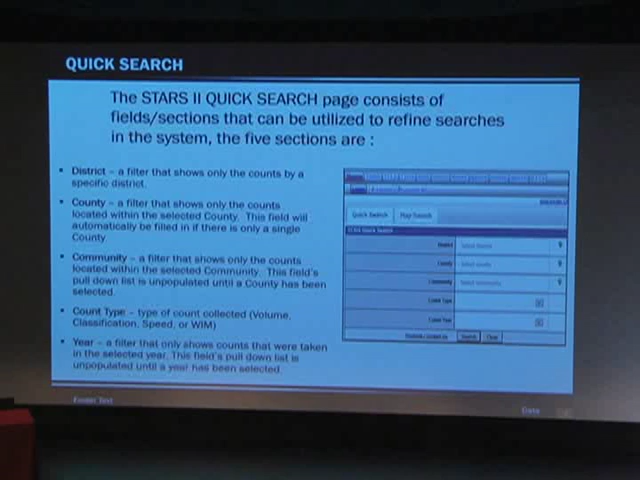 QUICK SEARCH
The STARS II QUICK SEARCH page consists of
fields/sections that can be utilized to refine searches
in the system, the five sections are :
District – a filter that shows only the counts by a
specific district.
County – a filter that shows only the counts
located within the selected County. This field will
automatically be filled in if there is only a single
County
Community – a filter that shows only the counts
located within the selected Community. This field's
pull down list is unpopulated until a County has been
selected.
Count Type – type of count collected (Volume,
Classification, Speed, or WIM)
Year – a filter that only shows counts that were taken
in the selected year. This field's pull down list is
unpopulated until a year has been selected.
Quick Search
Map Search
District
County
Community
Count Type
Count Year
Search
Clear
Footer Text
Date